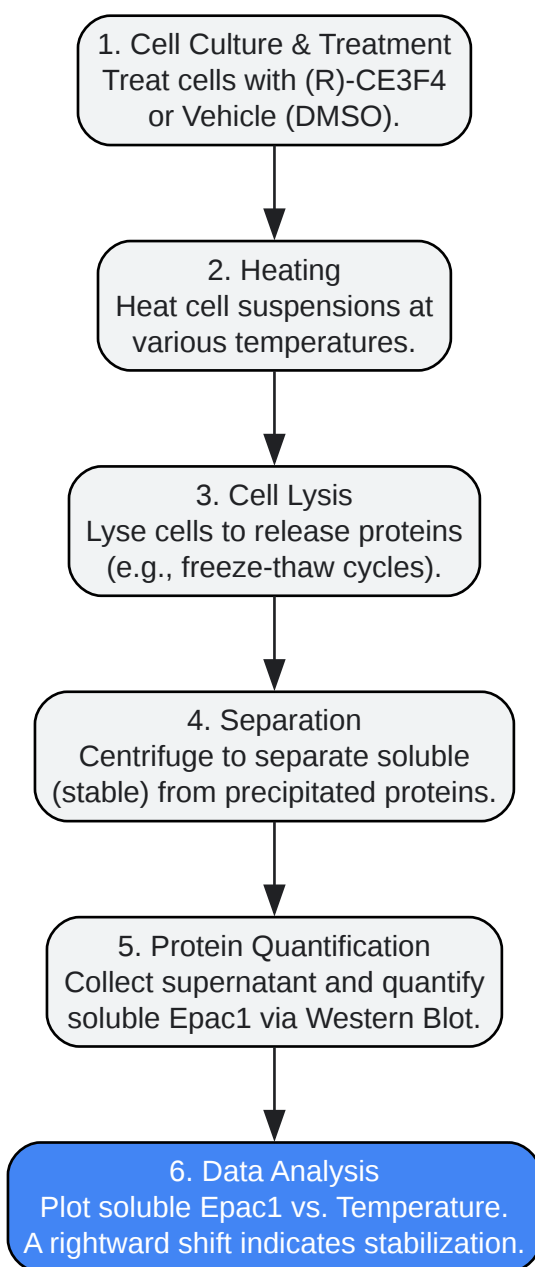 1. Cell Culture & Treatment
Treat cells with (R)-CE3F4
or Vehicle (DMSO).
2. Heating
Heat cell suspensions at
various temperatures.
3. Cell Lysis
Lyse cells to release proteins
(e.g., freeze-thaw cycles).
4. Separation
Centrifuge to separate soluble
(stable) from precipitated proteins.
5. Protein Quantification
Collect supernatant and quantify
soluble Epac1 via Western Blot.
6. Data Analysis
Plot soluble Epac1 vs. Temperature.
A rightward shift indicates stabilization.